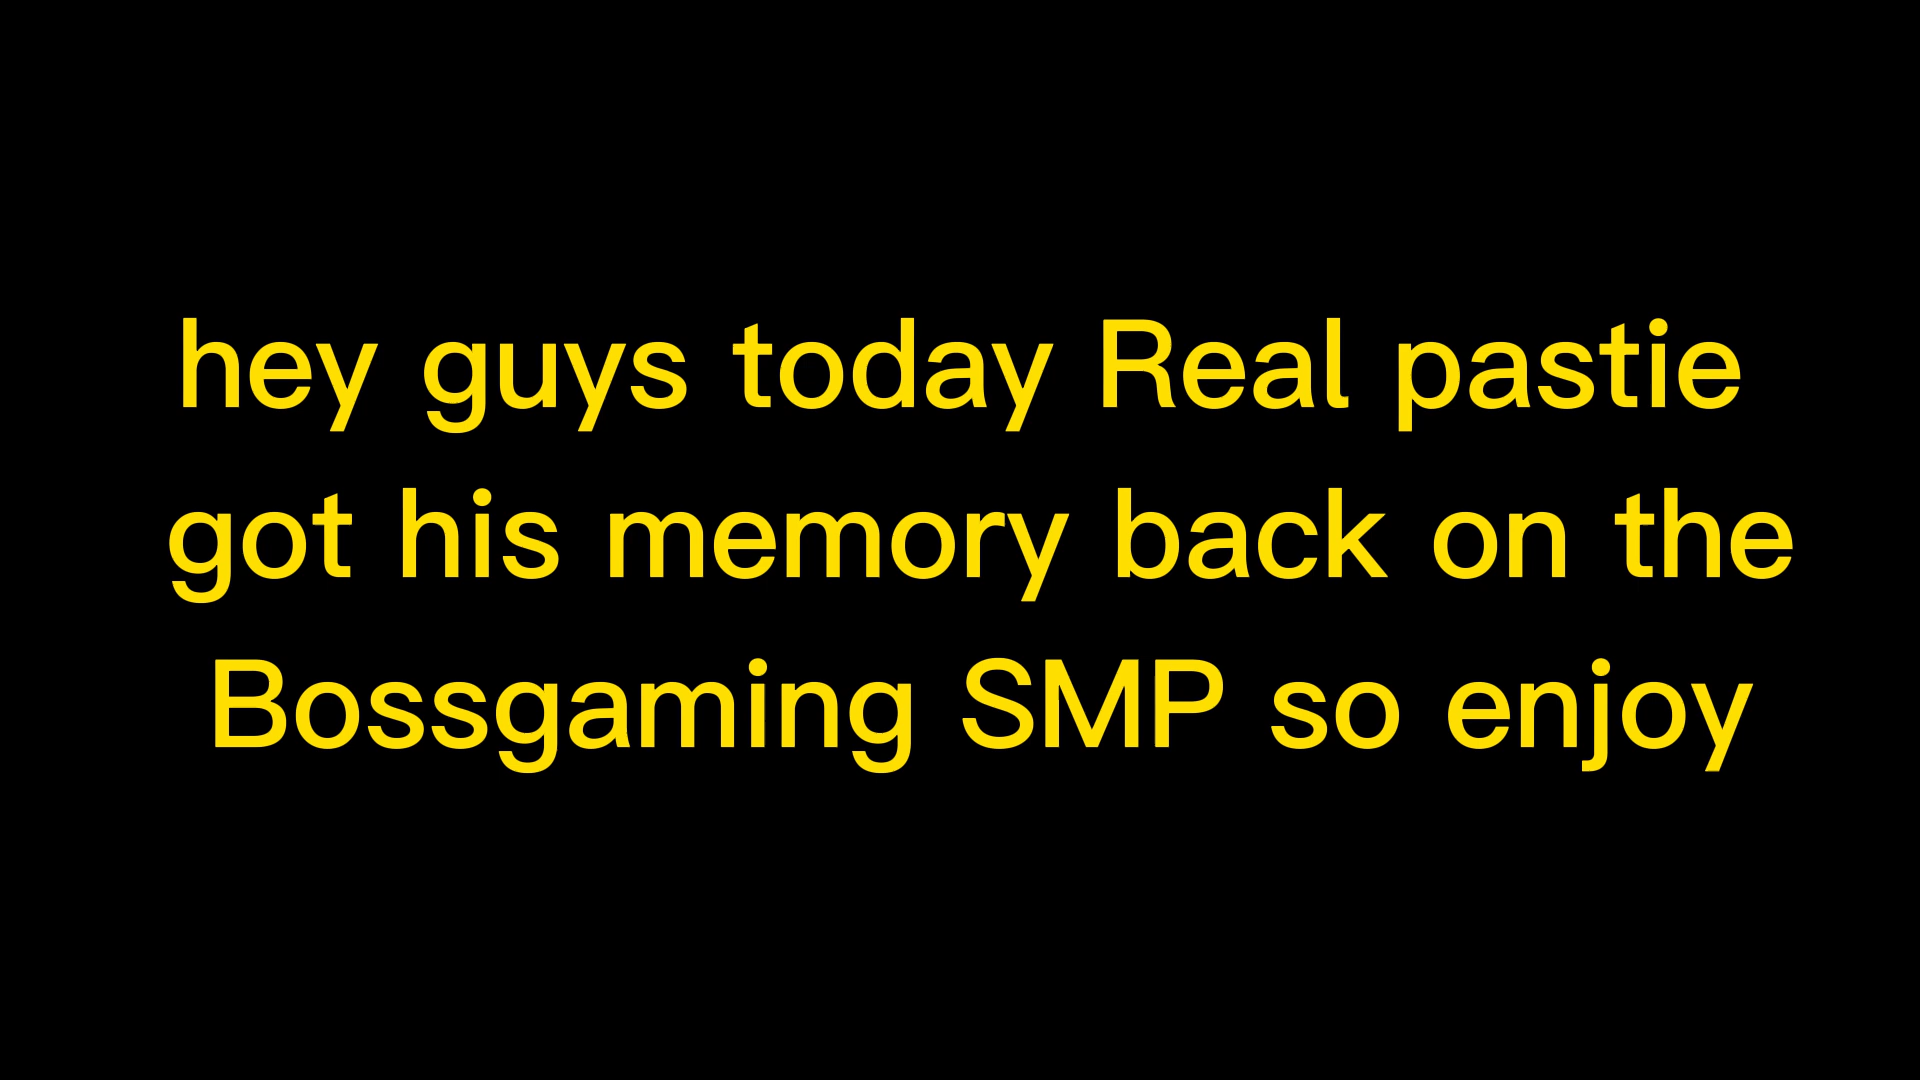 hey guys today Real pastie
got his memory back on the
Bossgaming SMP so enjoy